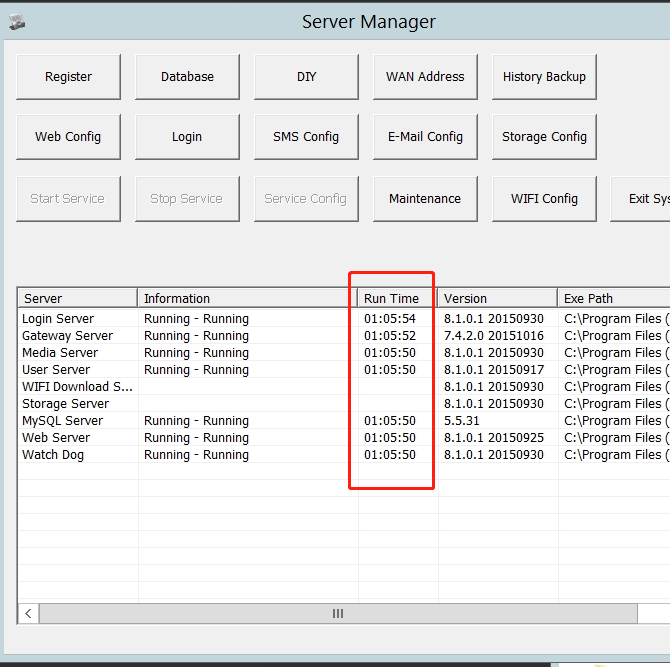 Server Manager
Register Database DIY WAN Address History Backup
Web Config Login SMS Config E-Mail Config Storage Config
Start Service Stop Service Service Config Maintenance WIFI Config Exit Sys
Server Information Run Time Version Exe Path
Login Server Running - Running 01:05:54 8.1.0.1 20150930 C:\Program Files (
Gateway Server Running - Running 01:05:52 7.4.2.0 20151016 C:\Program Files (
Media Server Running - Running 01:05:50 8.1.0.1 20150930 C:\Program Files (
User Server Running - Running 01:05:50 8.1.0.1 20150917 C:\Program Files (
WIFI Download S... 8.1.0.1 20150930 C:\Program Files (
Storage Server 8.1.0.1 20150930 C:\Program Files (
MySQL Server Running - Running 01:05:50 5.5.31 C:\Program Files (
Web Server Running - Running 01:05:50 8.1.0.1 20150925 C:\Program Files (
Watch Dog Running - Running 01:05:50 8.1.0.1 20150930 C:\Program Files (